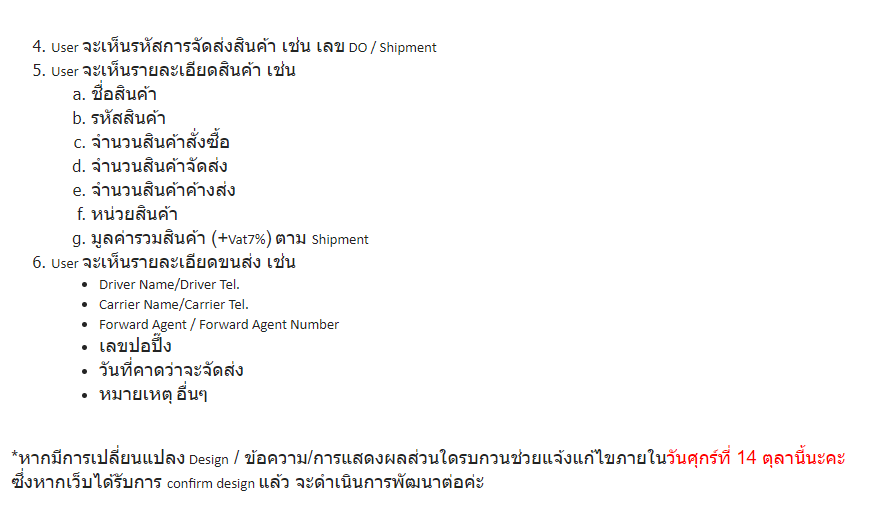 4. User จะเห็นรหัสการจัดส่งสินค้า เช่น เลข DO / Shipment
5. User จะเห็นรายละเอียดสินค้า เช่น
a. ชื่อสินค้า
b. รหัสสินค้า
c. จำนวนสินค้าสั่งซื้อ
d. จำนวนสินค้าจัดส่ง
e. จำนวนสินค้าค้างส่ง
f. หน่วยสินค้า
g. มูลค่ารวมสินค้า (+Vat7%) ตาม Shipment
6. User จะเห็นรายละเอียดขนส่ง เช่น
• Driver Name/Driver Tel.
• Carrier Name/Carrier Tel.
• Forward Agent / Forward Agent Number
• เลขปอปิ๊ง
• วันที่คาดว่าจะจัดส่ง
• หมายเหตุ อื่นๆ
*หากมีการเปลี่ยนแปลง Design / ข้อความ/การแสดงผลส่วนใดรบกวนช่วยแจ้งแก้ไขภายในวันศุกร์ที่ 14 ตุลานี้นะคะ
ซึ่งหากเว็บได้รับการ confirm design แล้ว จะดำเนินการพัฒนาต่อค่ะ